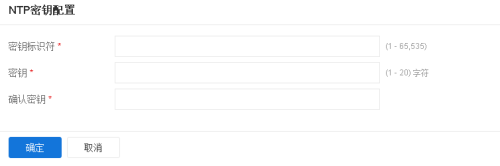 NTP密钥配置
密钥标识符 * (1 - 65,535)
密钥 * (1 - 20) 字符
确认密钥 *
确定 取消